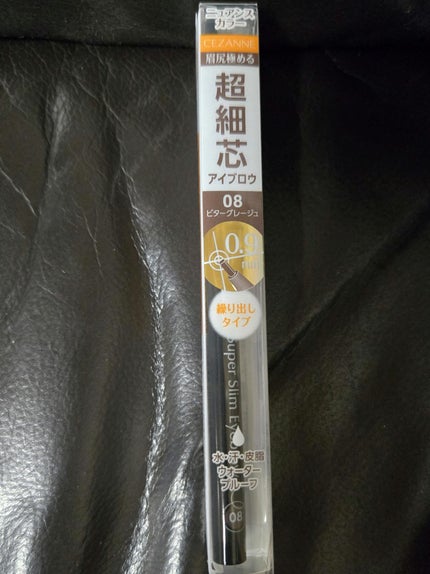 ニュアンス
カラー
CEZANNE
眉尻極める
超細芯
アイブロウ
08
ビターグレージュ
0.9
mm
繰り出し
タイプ
Super Slim Ey
水・汗・皮脂
ウォーター
プルーフ
08